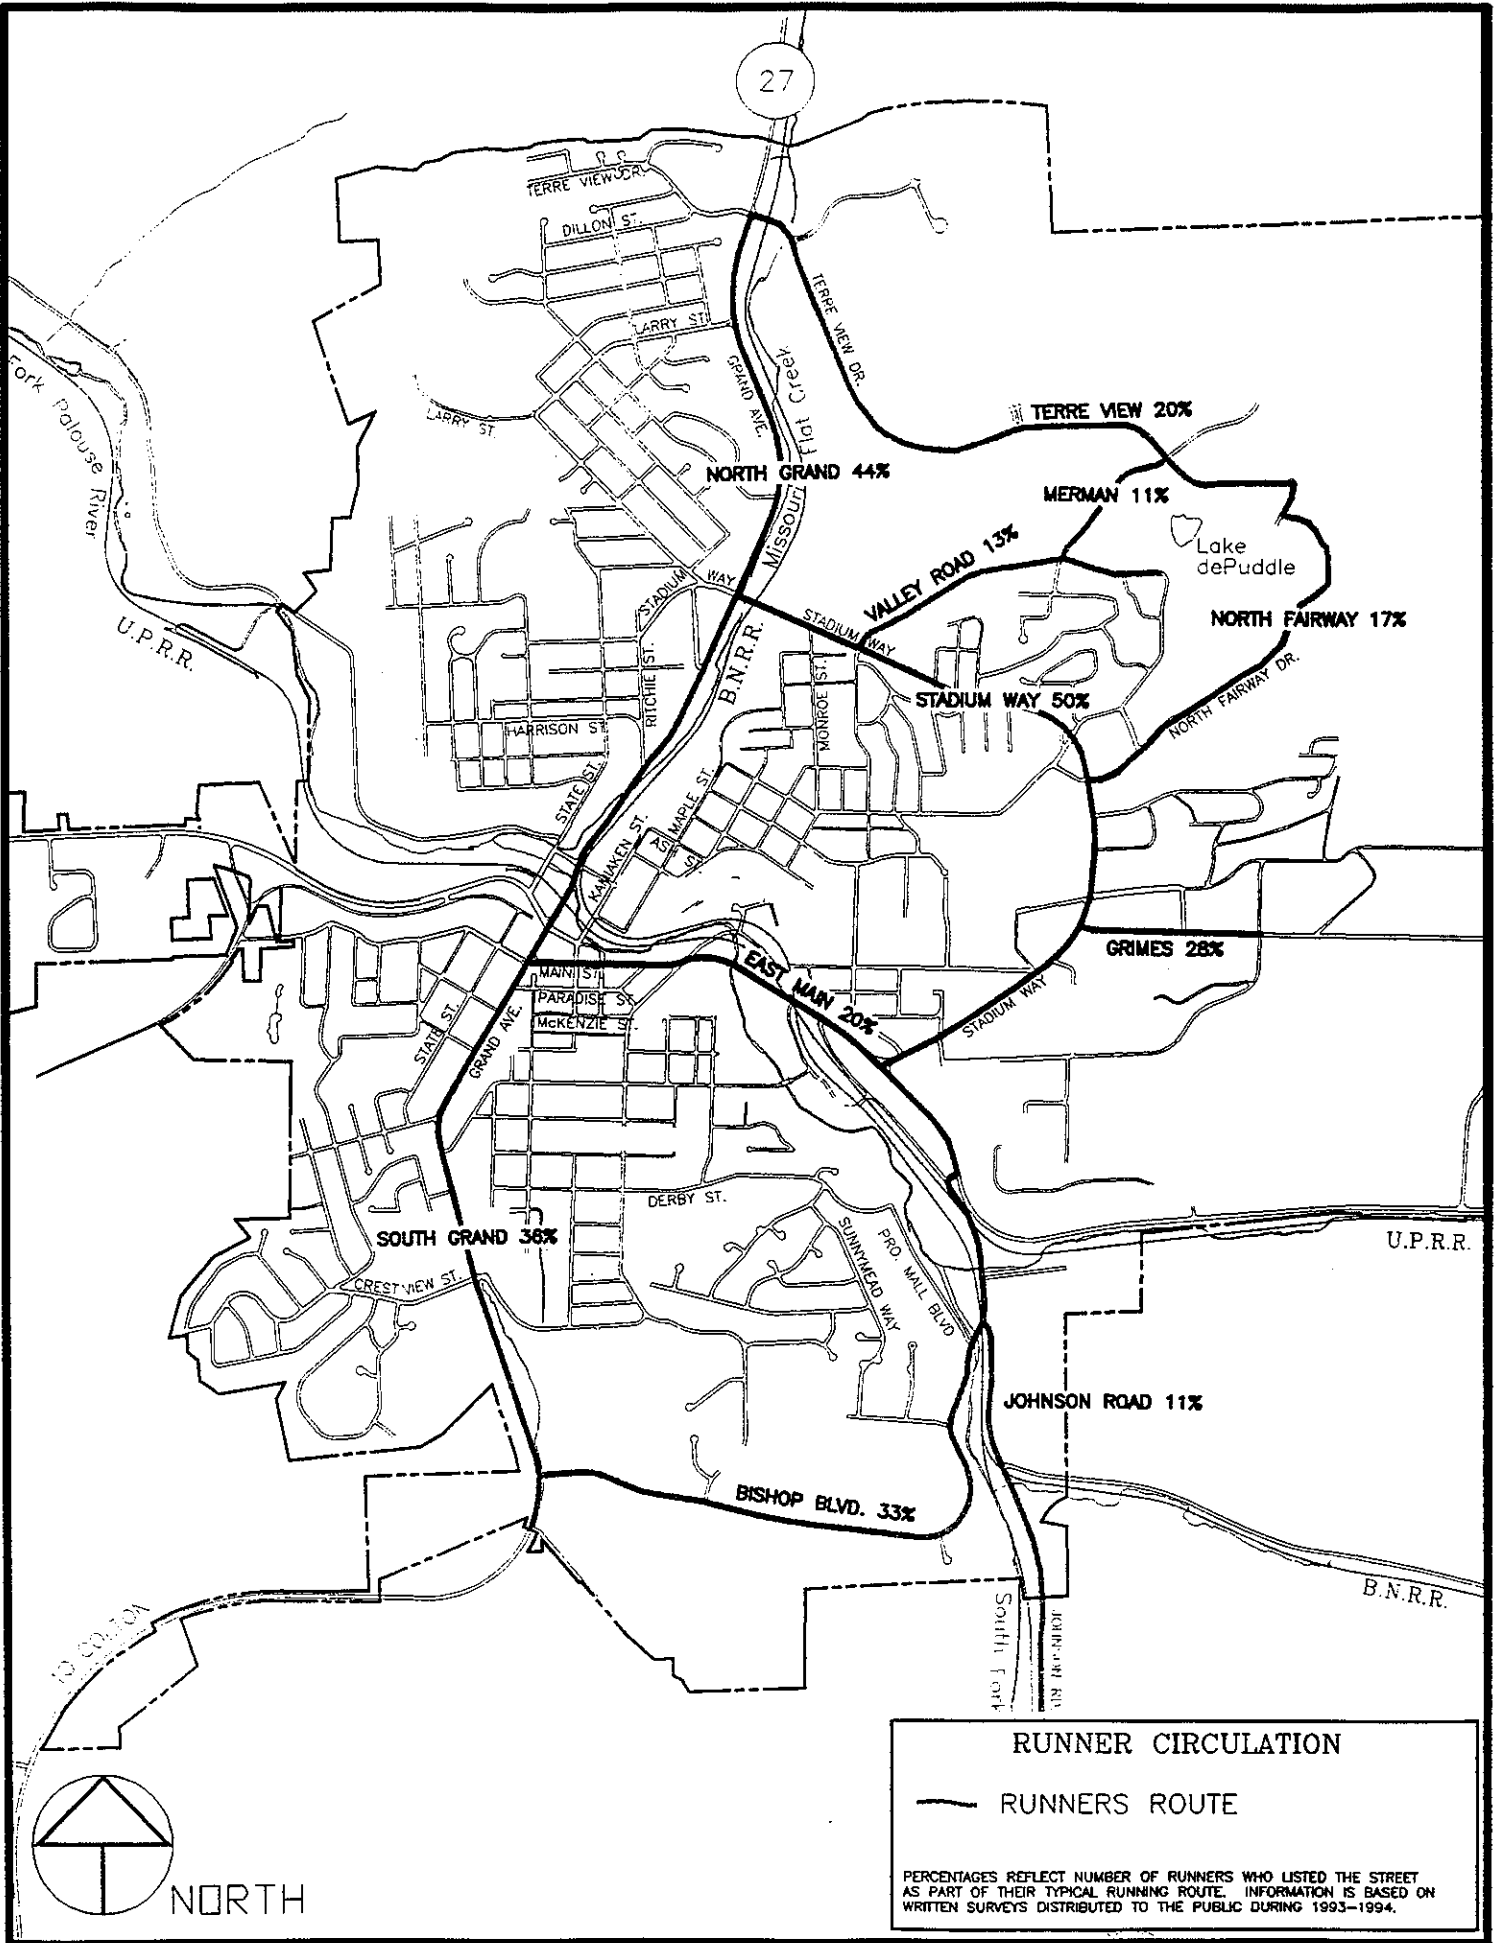 27
TERRE VIEW DR.
DILLON ST.
TERRE VIEW DR.
LARRY ST.
GRAND AVE.
Missouri Flat Creek
LARRY ST.
TERRE VIEW 20%
Fork Palouse River
NORTH GRAND 44%
MERMAN 11%
Lake
dePuddle
VALLEY ROAD 13%
STADIUM WAY
STADIUM WAY
NORTH FAIRWAY 17%
U.P.R.R.
B.N.R.R.
RITCHIE ST.
MONROE ST.
STADIUM WAY 50%
NORTH FAIRWAY DR.
HARRISON ST.
STATE ST.
MAPLE ST.
KAMIAKEN ST.
GRIMES 28%
EAST MAIN 20%
MAIN ST.
PARADISE ST.
McKENZIE ST.
STATE ST.
GRAND AVE.
STADIUM WAY
DERBY ST.
SOUTH GRAND 36%
SUNNYMEAD WAY
PRO. MALL BLVD
U.P.R.R.
CRESTVIEW ST.
JOHNSON ROAD 11%
BISHOP BLVD. 33%
B.N.R.R.
TO COLTON
South Fork
JOHNSON RD.
RUNNER CIRCULATION
RUNNERS ROUTE
PERCENTAGES REFLECT NUMBER OF RUNNERS WHO LISTED THE STREET
AS PART OF THEIR TYPICAL RUNNING ROUTE. INFORMATION IS BASED ON
WRITTEN SURVEYS DISTRIBUTED TO THE PUBLIC DURING 1993-1994.
NORTH